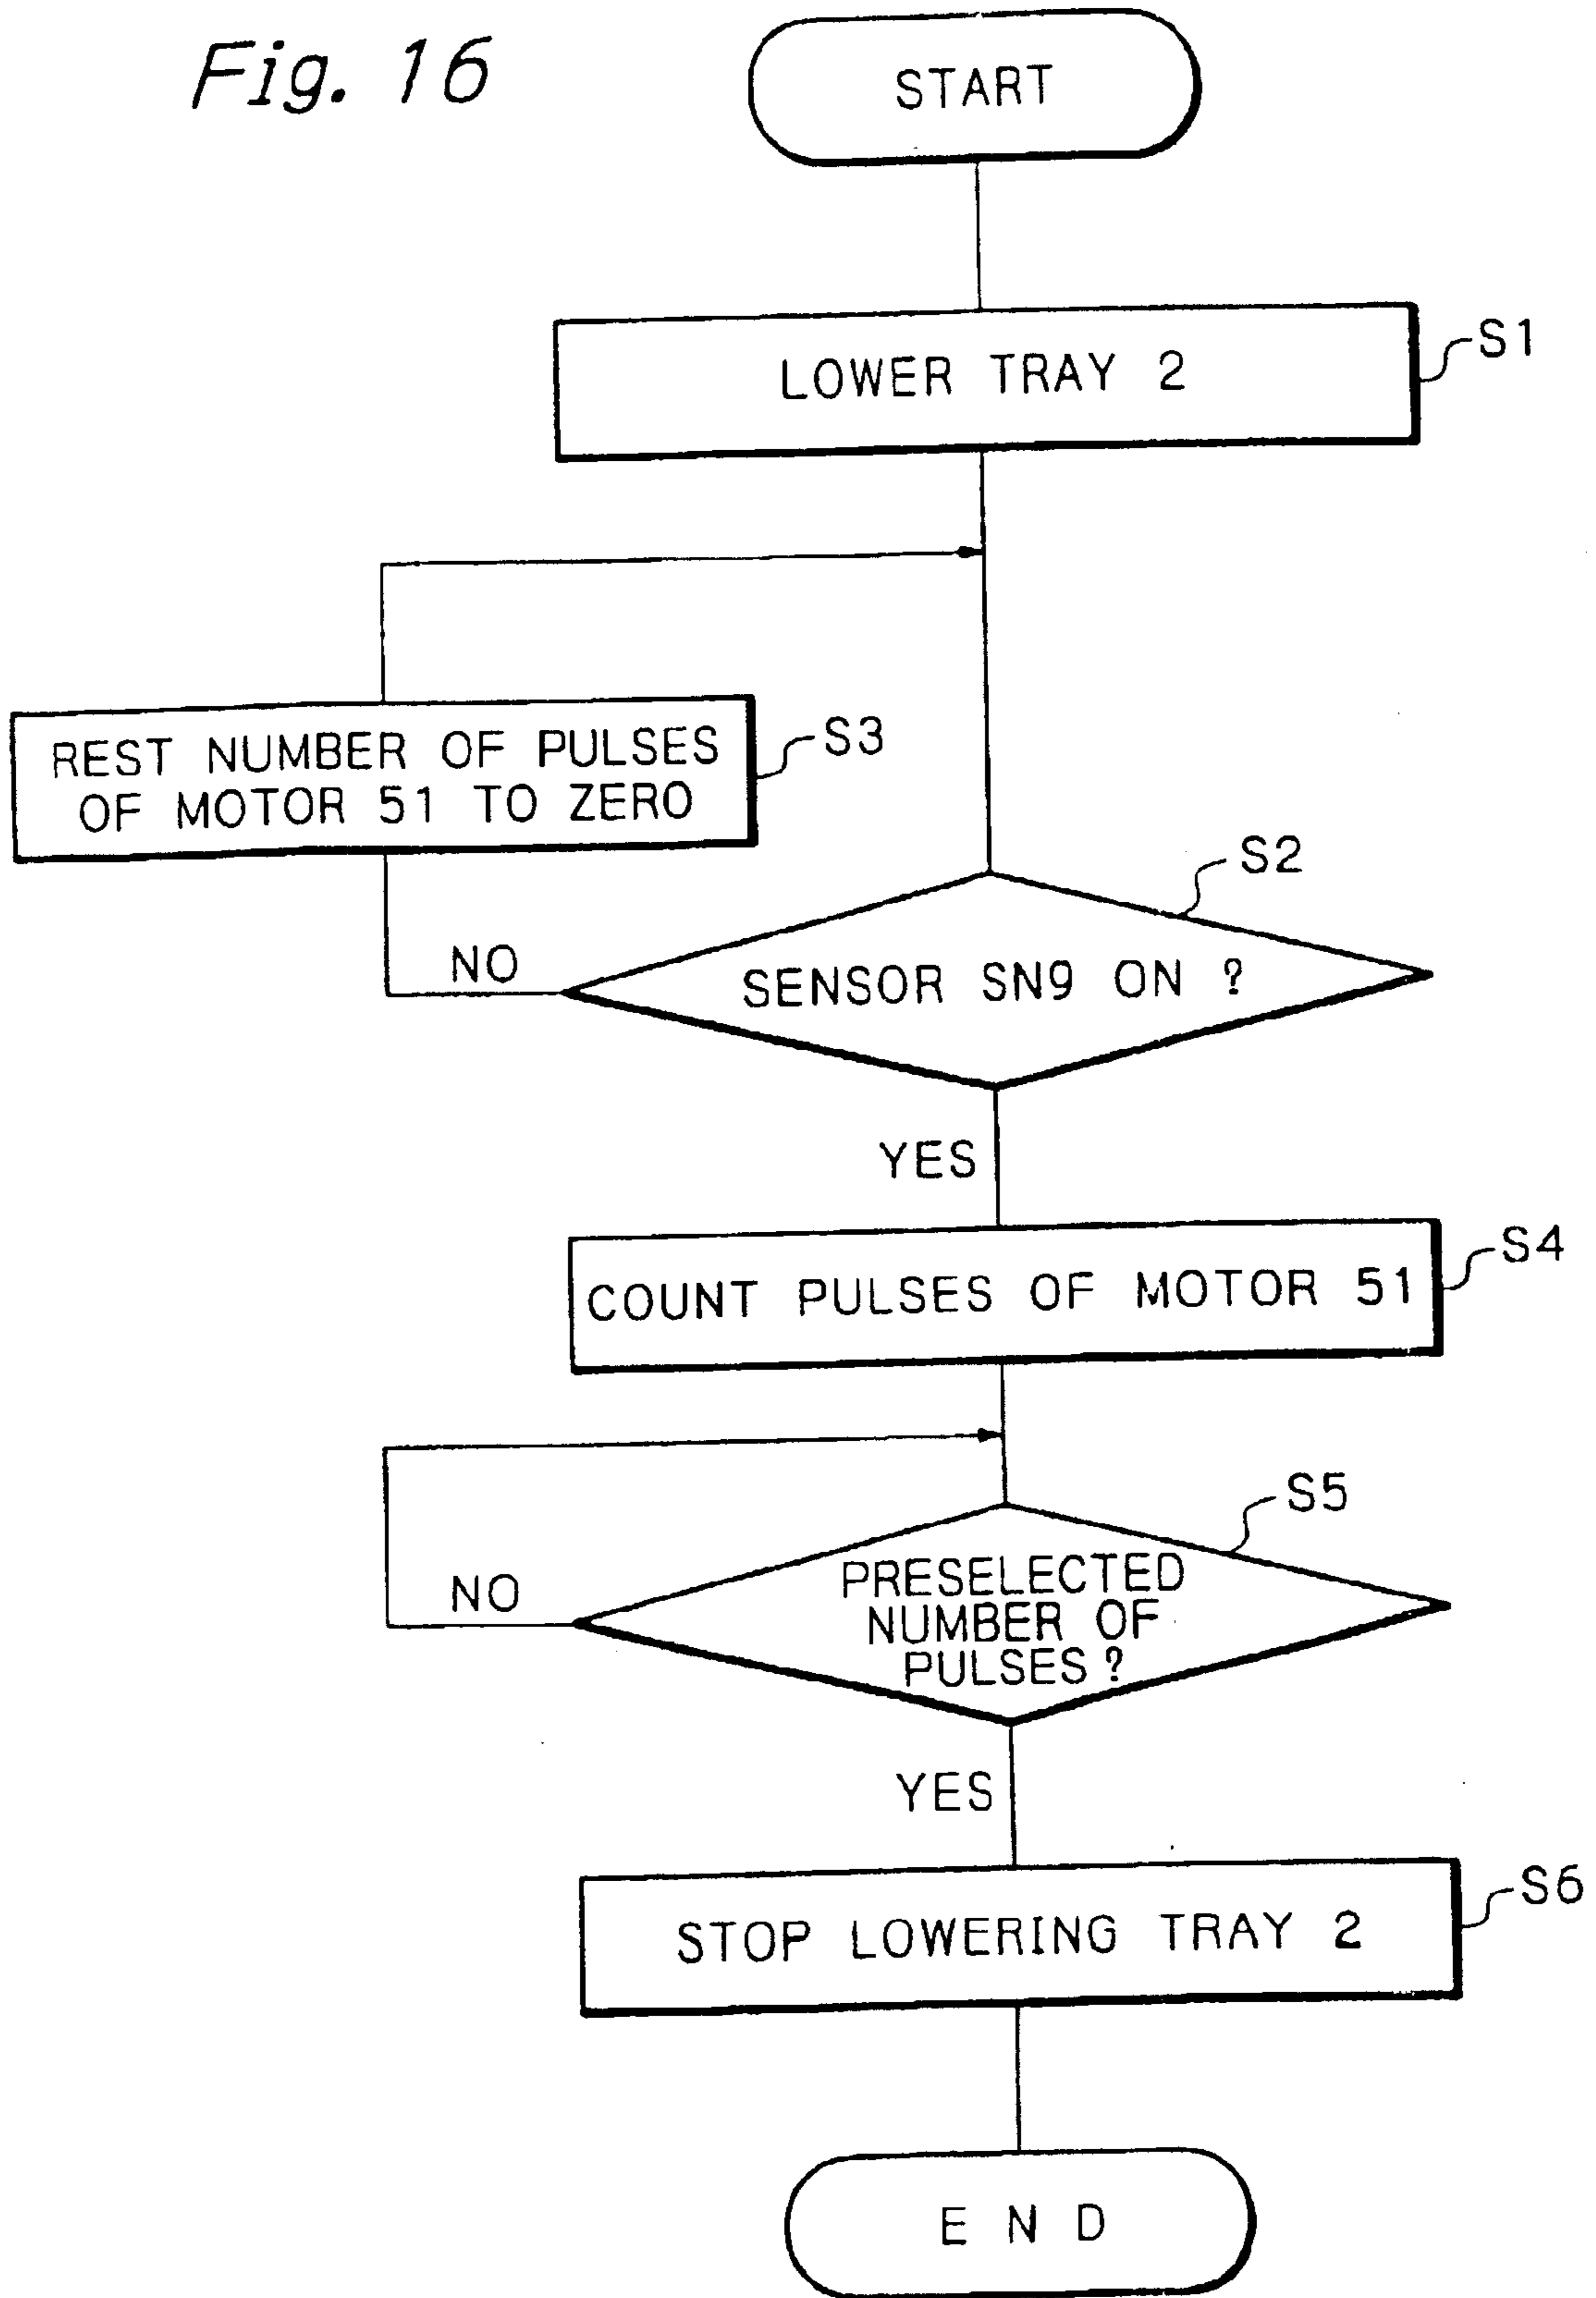 Fig. 16
START
LOWER TRAY 2
S1
REST NUMBER OF PULSES
OF MOTOR 51 TO ZERO
S3
S2
NO
SENSOR SN9 ON ?
YES
S4
COUNT PULSES OF MOTOR 51
S5
NO
PRESELECTED
NUMBER OF
PULSES ?
YES
S6
STOP LOWERING TRAY 2
END